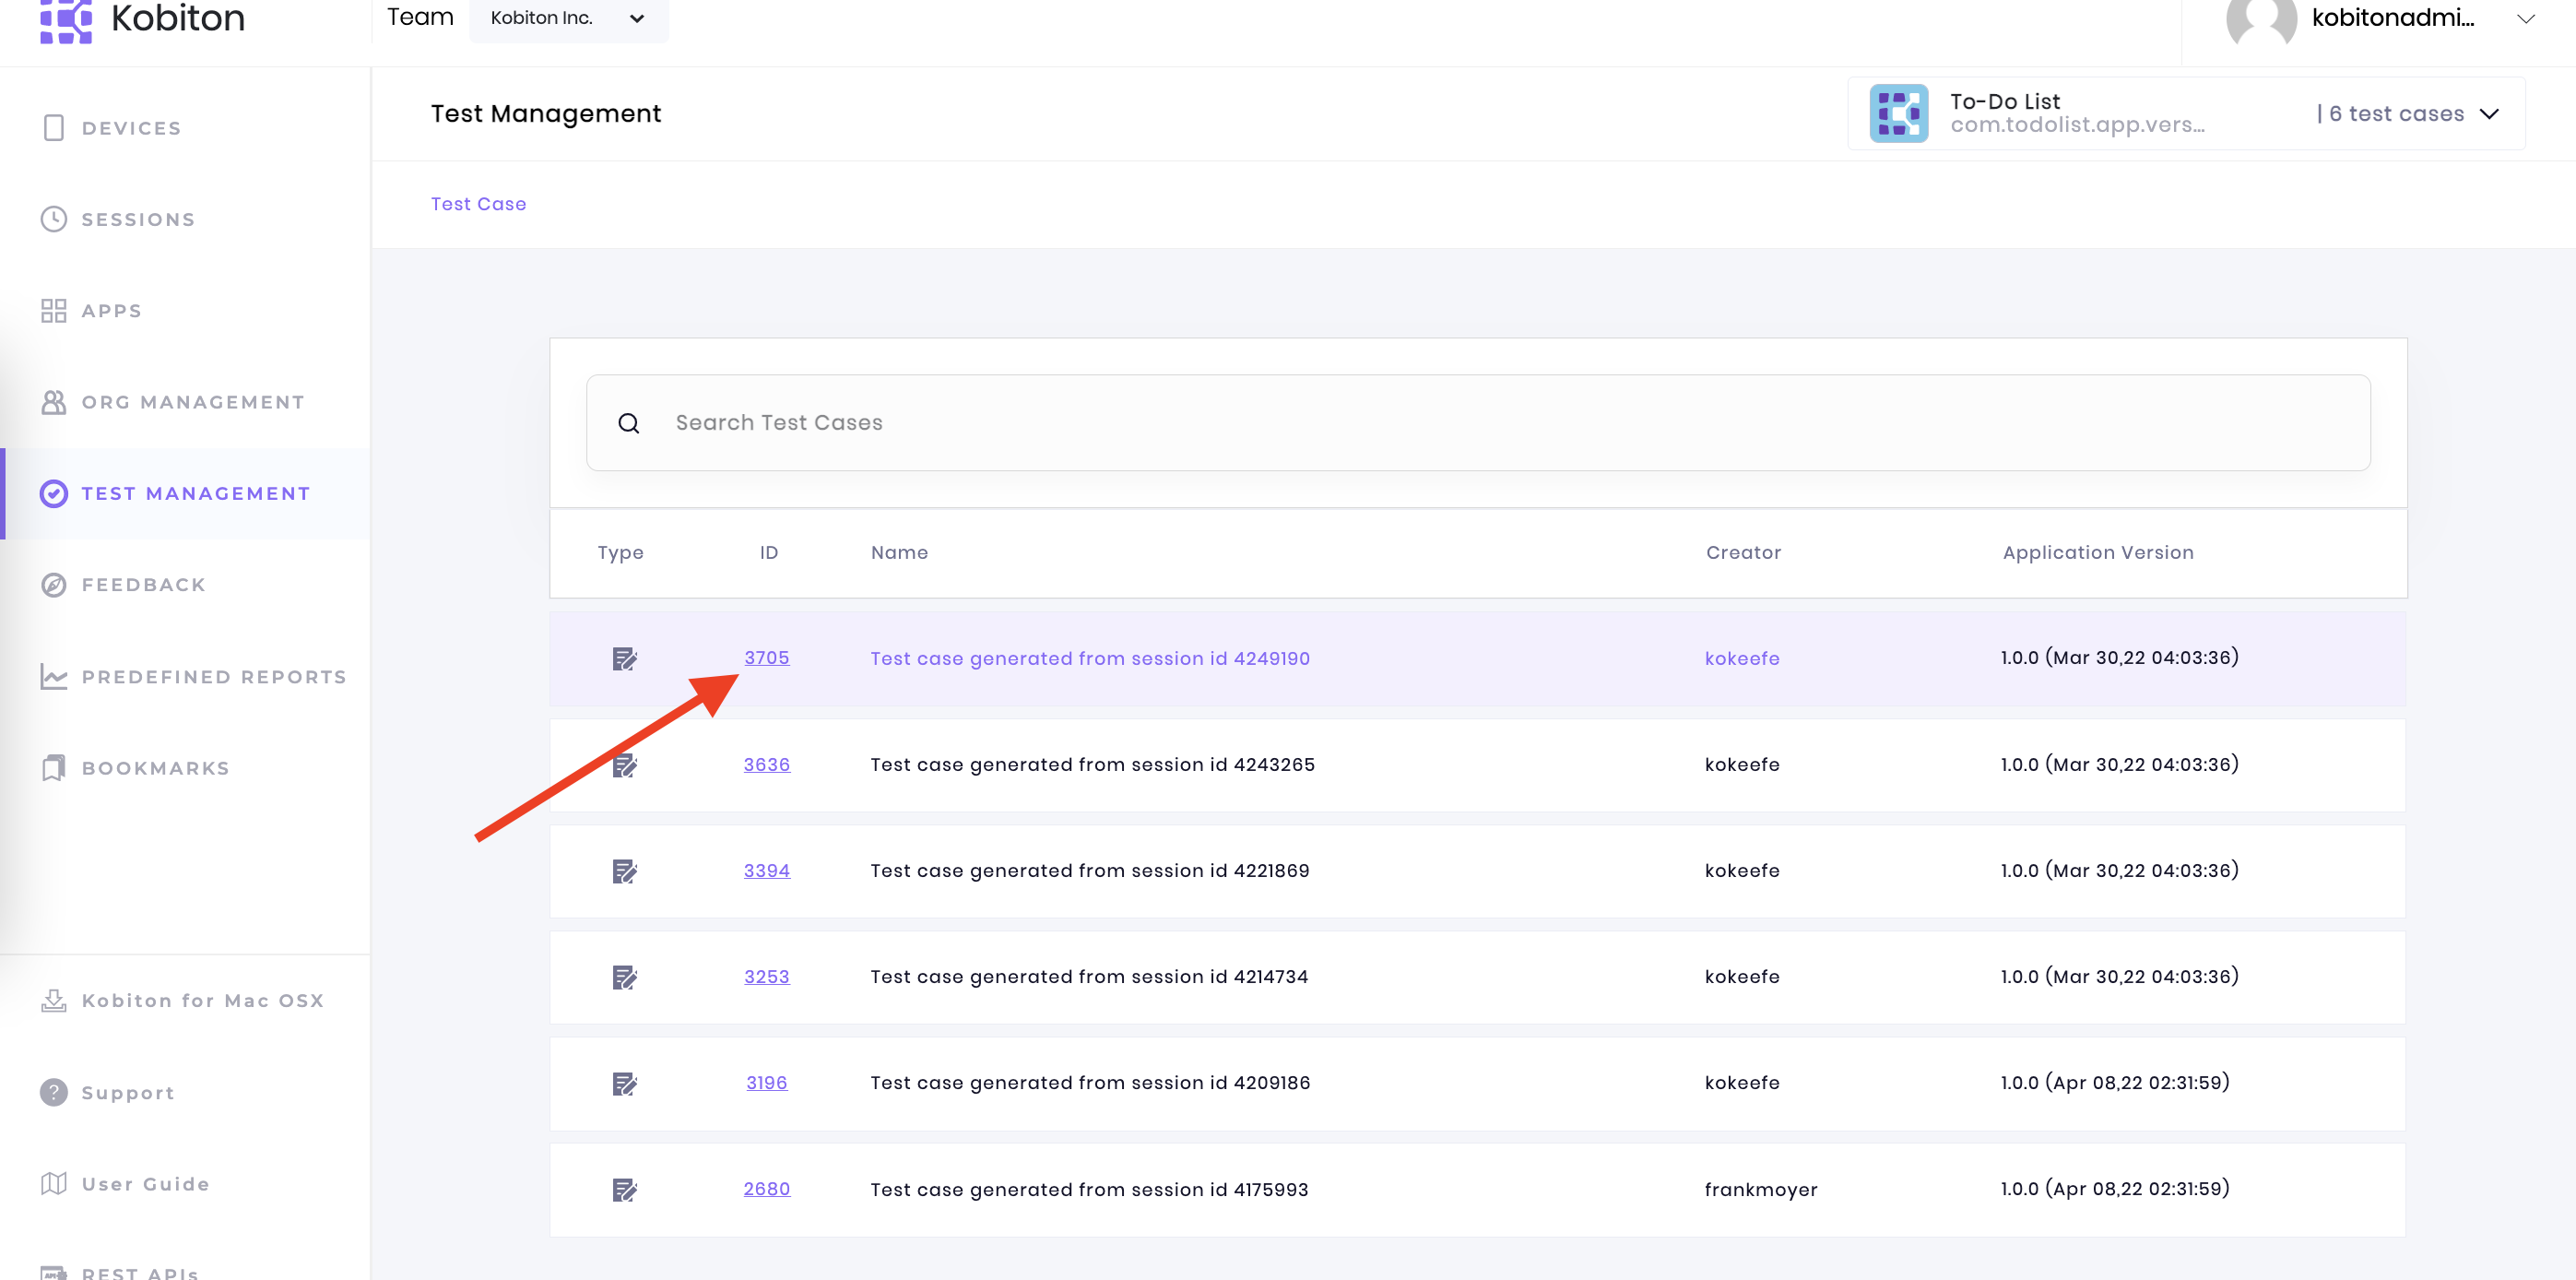 Kobiton
Team Kobiton Inc.
kobitonadmi...
DEVICES
SESSIONS
APPS
ORG MANAGEMENT
TEST MANAGEMENT
FEEDBACK
PREDEFINED REPORTS
BOOKMARKS
Kobiton for Mac OSX
Support
User Guide
REST APIs
Test Management
To-Do List
com.todolist.app.vers...
| 6 test cases
Test Case
Search Test Cases
Type ID Name Creator Application Version
3705 Test case generated from session id 4249190 kokeefe 1.0.0 (Mar 30,22 04:03:36)
3636 Test case generated from session id 4243265 kokeefe 1.0.0 (Mar 30,22 04:03:36)
3394 Test case generated from session id 4221869 kokeefe 1.0.0 (Mar 30,22 04:03:36)
3253 Test case generated from session id 4214734 kokeefe 1.0.0 (Mar 30,22 04:03:36)
3196 Test case generated from session id 4209186 kokeefe 1.0.0 (Apr 08,22 02:31:59)
2680 Test case generated from session id 4175993 frankmoyer 1.0.0 (Apr 08,22 02:31:59)